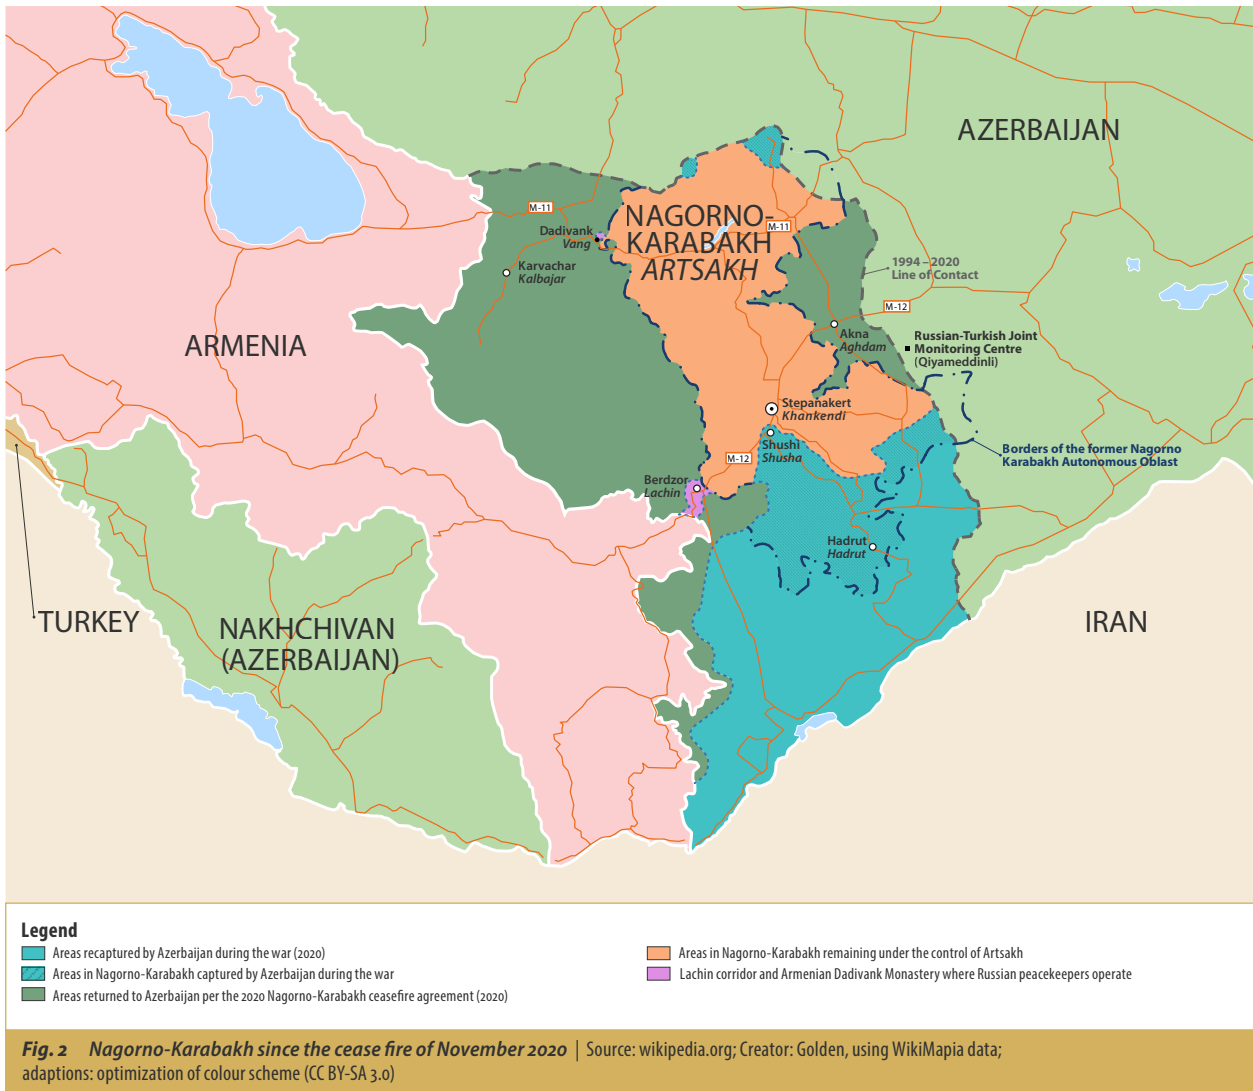 AZERBAIJAN
NAGORNO-
KARABAKH
ARTSAKH
M-11
M-11
Dadivank
Vang
Karvachar
Kalbajar
1994 – 2020
Line of Contact
M-12
ARMENIA
Akna
Aghdam
Russian-Turkish Joint
Monitoring Centre
(Qiyameddinli)
Stepanakert
Khankendi
Shushi
Shusha
Borders of the former Nagorno
Karabakh Autonomous Oblast
M-12
Berdzor
Lachin
Hadrut
Hadrut
TURKEY
NAKHCHIVAN
(AZERBAIJAN)
IRAN
Legend
Areas recaptured by Azerbaijan during the war (2020)
Areas in Nagorno-Karabakh captured by Azerbaijan during the war
Areas returned to Azerbaijan per the 2020 Nagorno-Karabakh ceasefire agreement (2020)
Areas in Nagorno-Karabakh remaining under the control of Artsakh
Lachin corridor and Armenian Dadivank Monastery where Russian peacekeepers operate
Fig. 2 Nagorno-Karabakh since the cease fire of November 2020 | Source: wikipedia.org; Creator: Golden, using WikiMapia data;
adaptions: optimization of colour scheme (CC BY-SA 3.0)